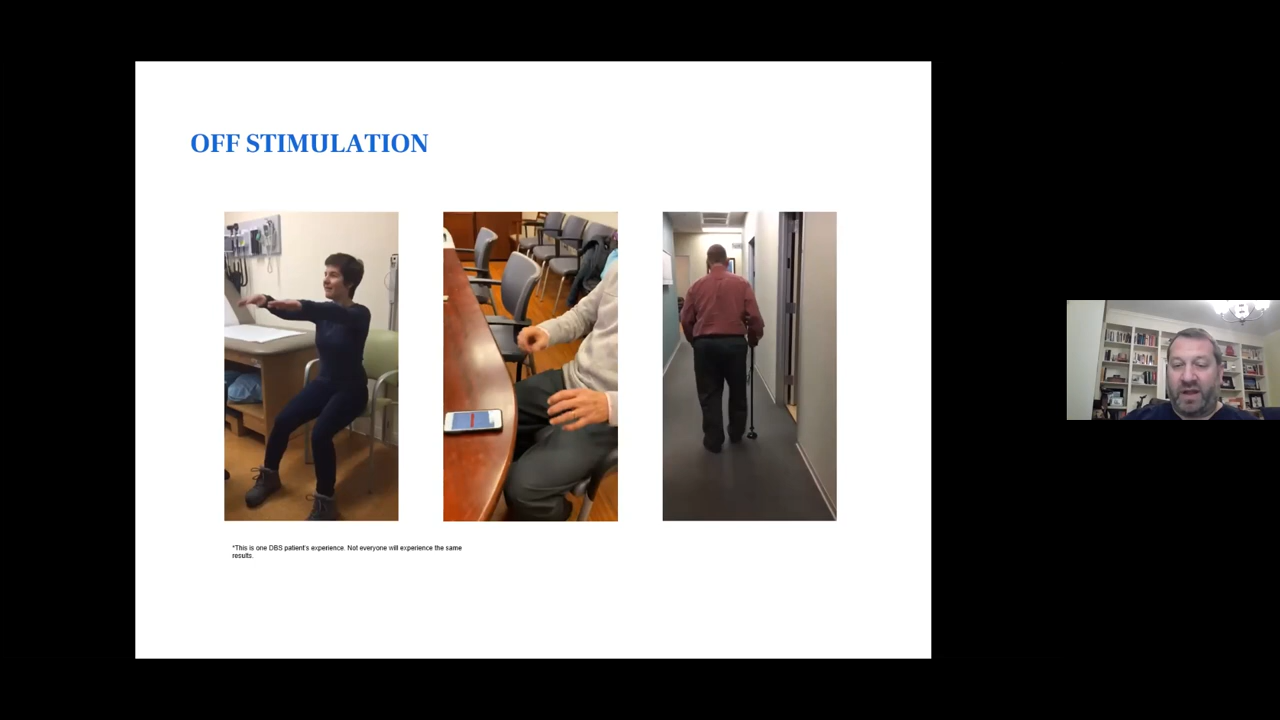 OFF STIMULATION
*This is one DBS patient's experience. Not everyone will experience the same
results.